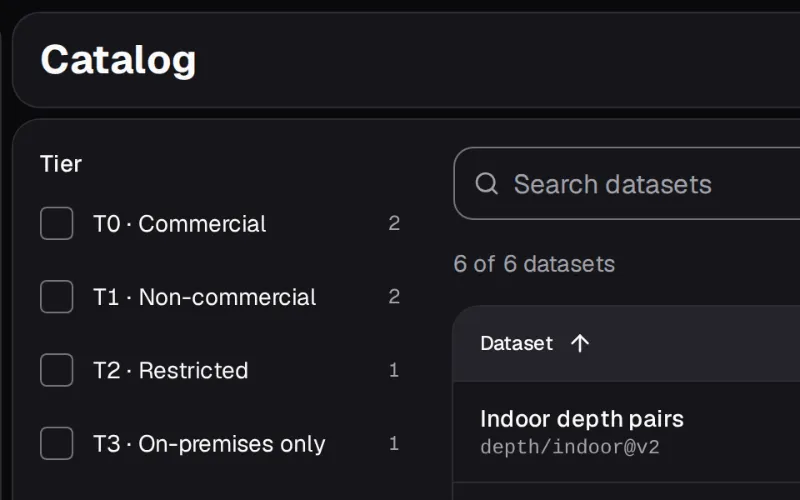 Catalog
Tier
T0 · Commercial 2
T1 · Non-commercial 2
T2 · Restricted 1
T3 · On-premises only 1
Search datasets
6 of 6 datasets
Dataset ↑
Indoor depth pairs
depth/indoor@v2